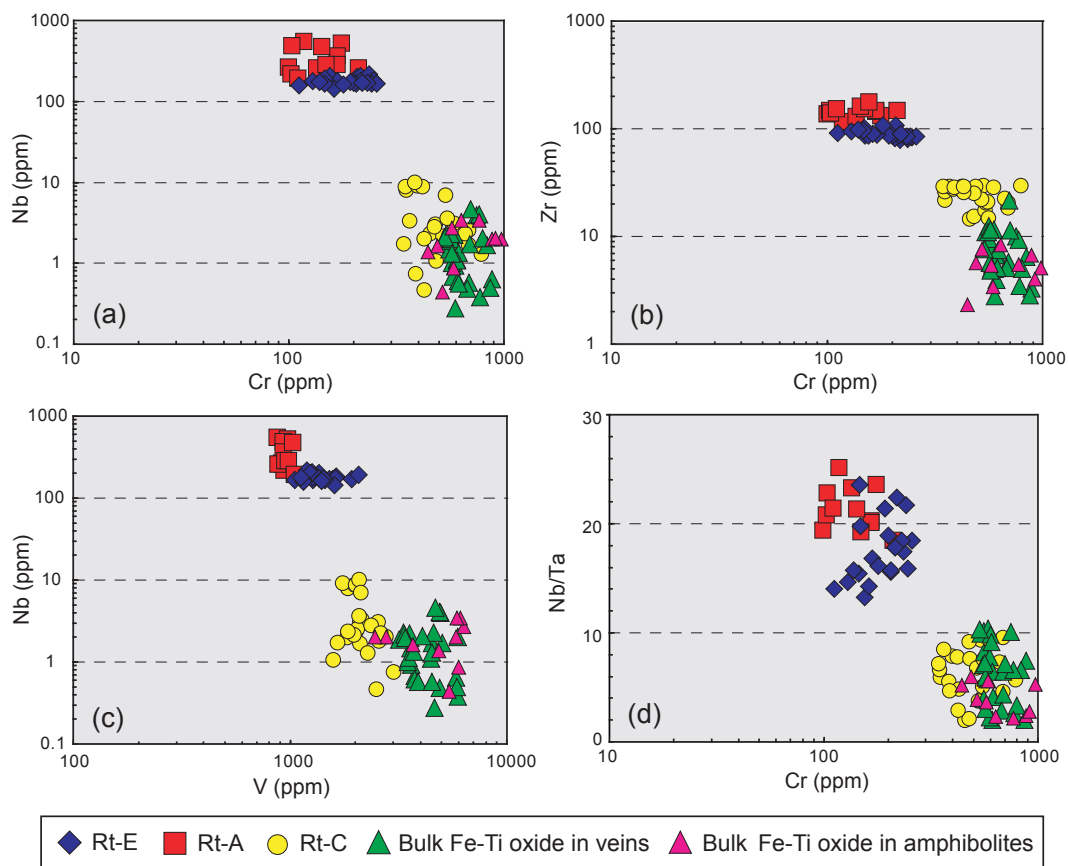 1000
100
10
1
0.1
Nb (ppm)
(a)
10
100
1000
Cr (ppm)
1000
100
10
1
Zr (ppm)
(b)
10
100
1000
Cr (ppm)
1000
100
10
1
0.1
Nb (ppm)
(c)
100
1000
10000
V (ppm)
30
20
10
0
Nb/Ta
(d)
10
100
1000
Cr (ppm)
Rt-E Rt-A Rt-C Bulk Fe-Ti oxide in veins Bulk Fe-Ti oxide in amphibolites